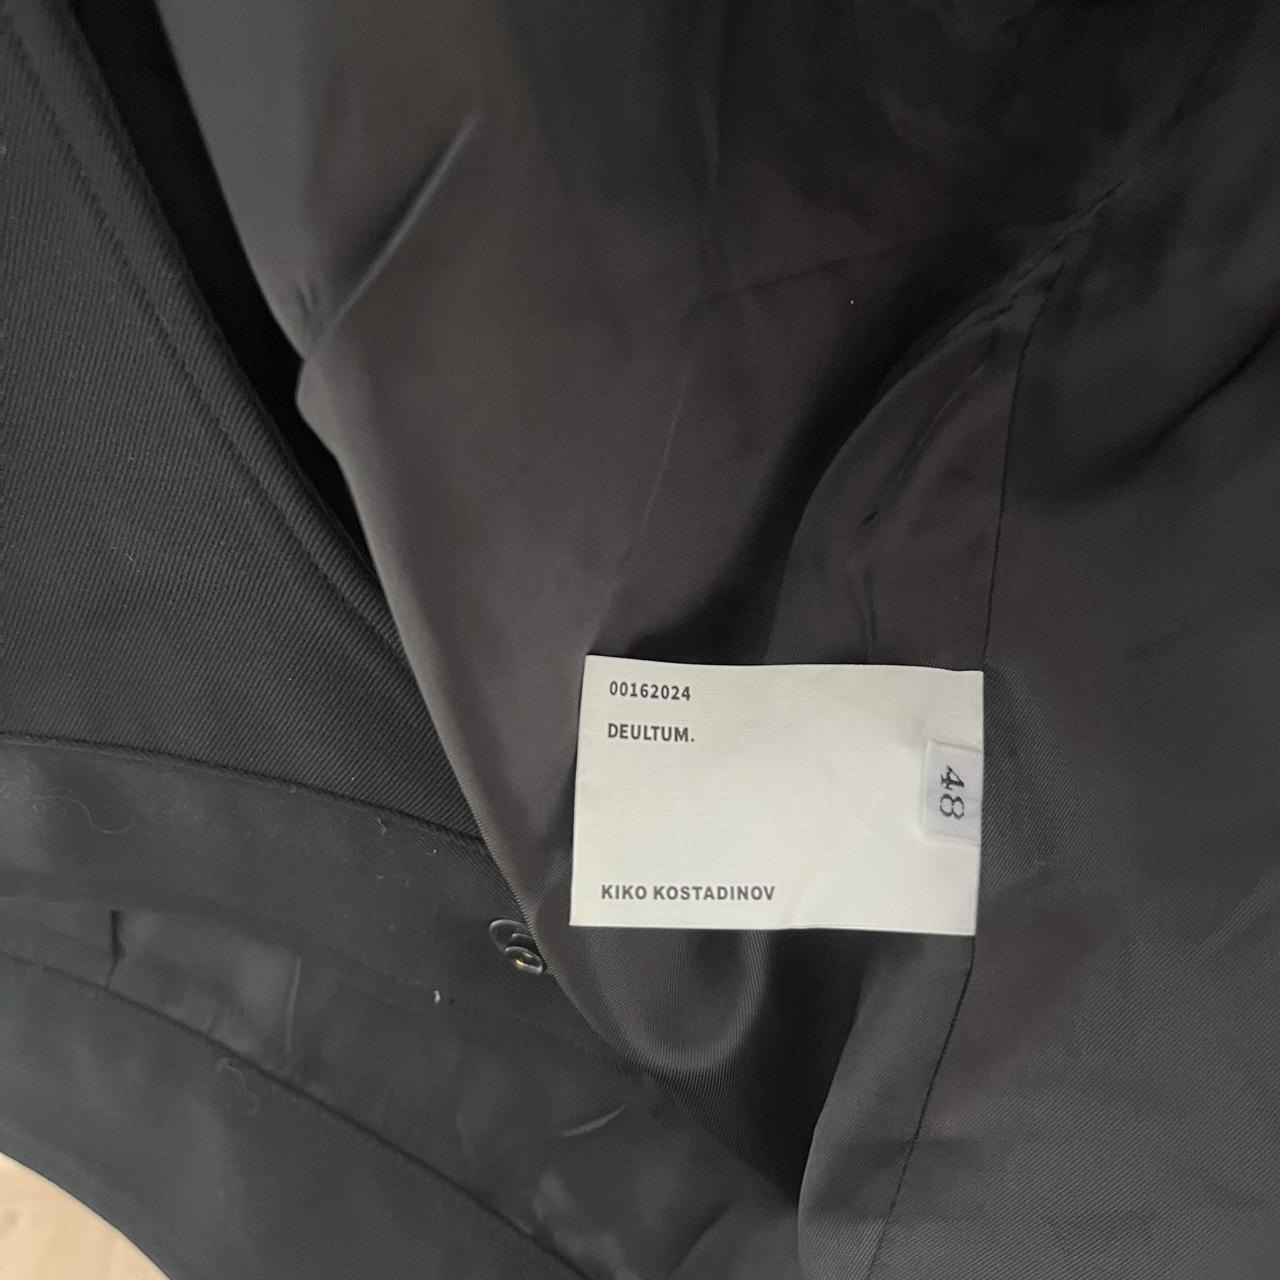 00162024
DEULTUM.
48
KIKO KOSTADINOV